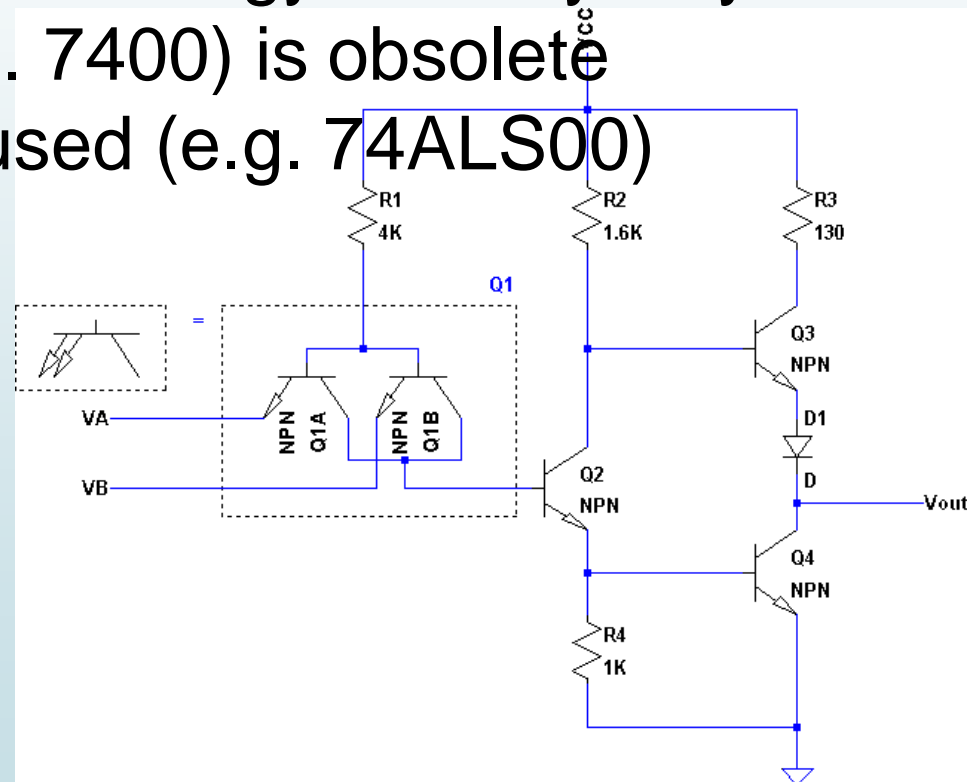 . 7400) is obsolete
used (e.g. 74ALS00)
VCC
R1
4K
R2
1.6K
R3
130
Q1
=
Q3
NPN
VA
NPN
Q1A
NPN
Q1B
D1
D
VB
Q2
NPN
Vout
Q4
NPN
R4
1K